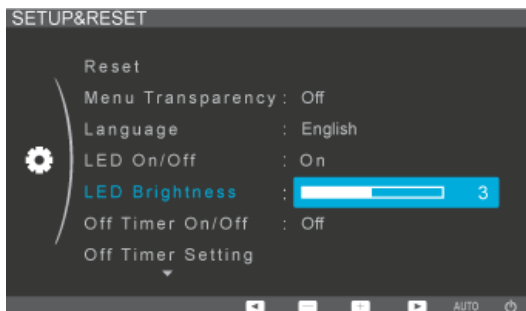 SETUP&RESET
Reset
Menu Transparency : Off
Language : English
LED On/Off : On
LED Brightness : 3
Off Timer On/Off : Off
Off Timer Setting
AUTO